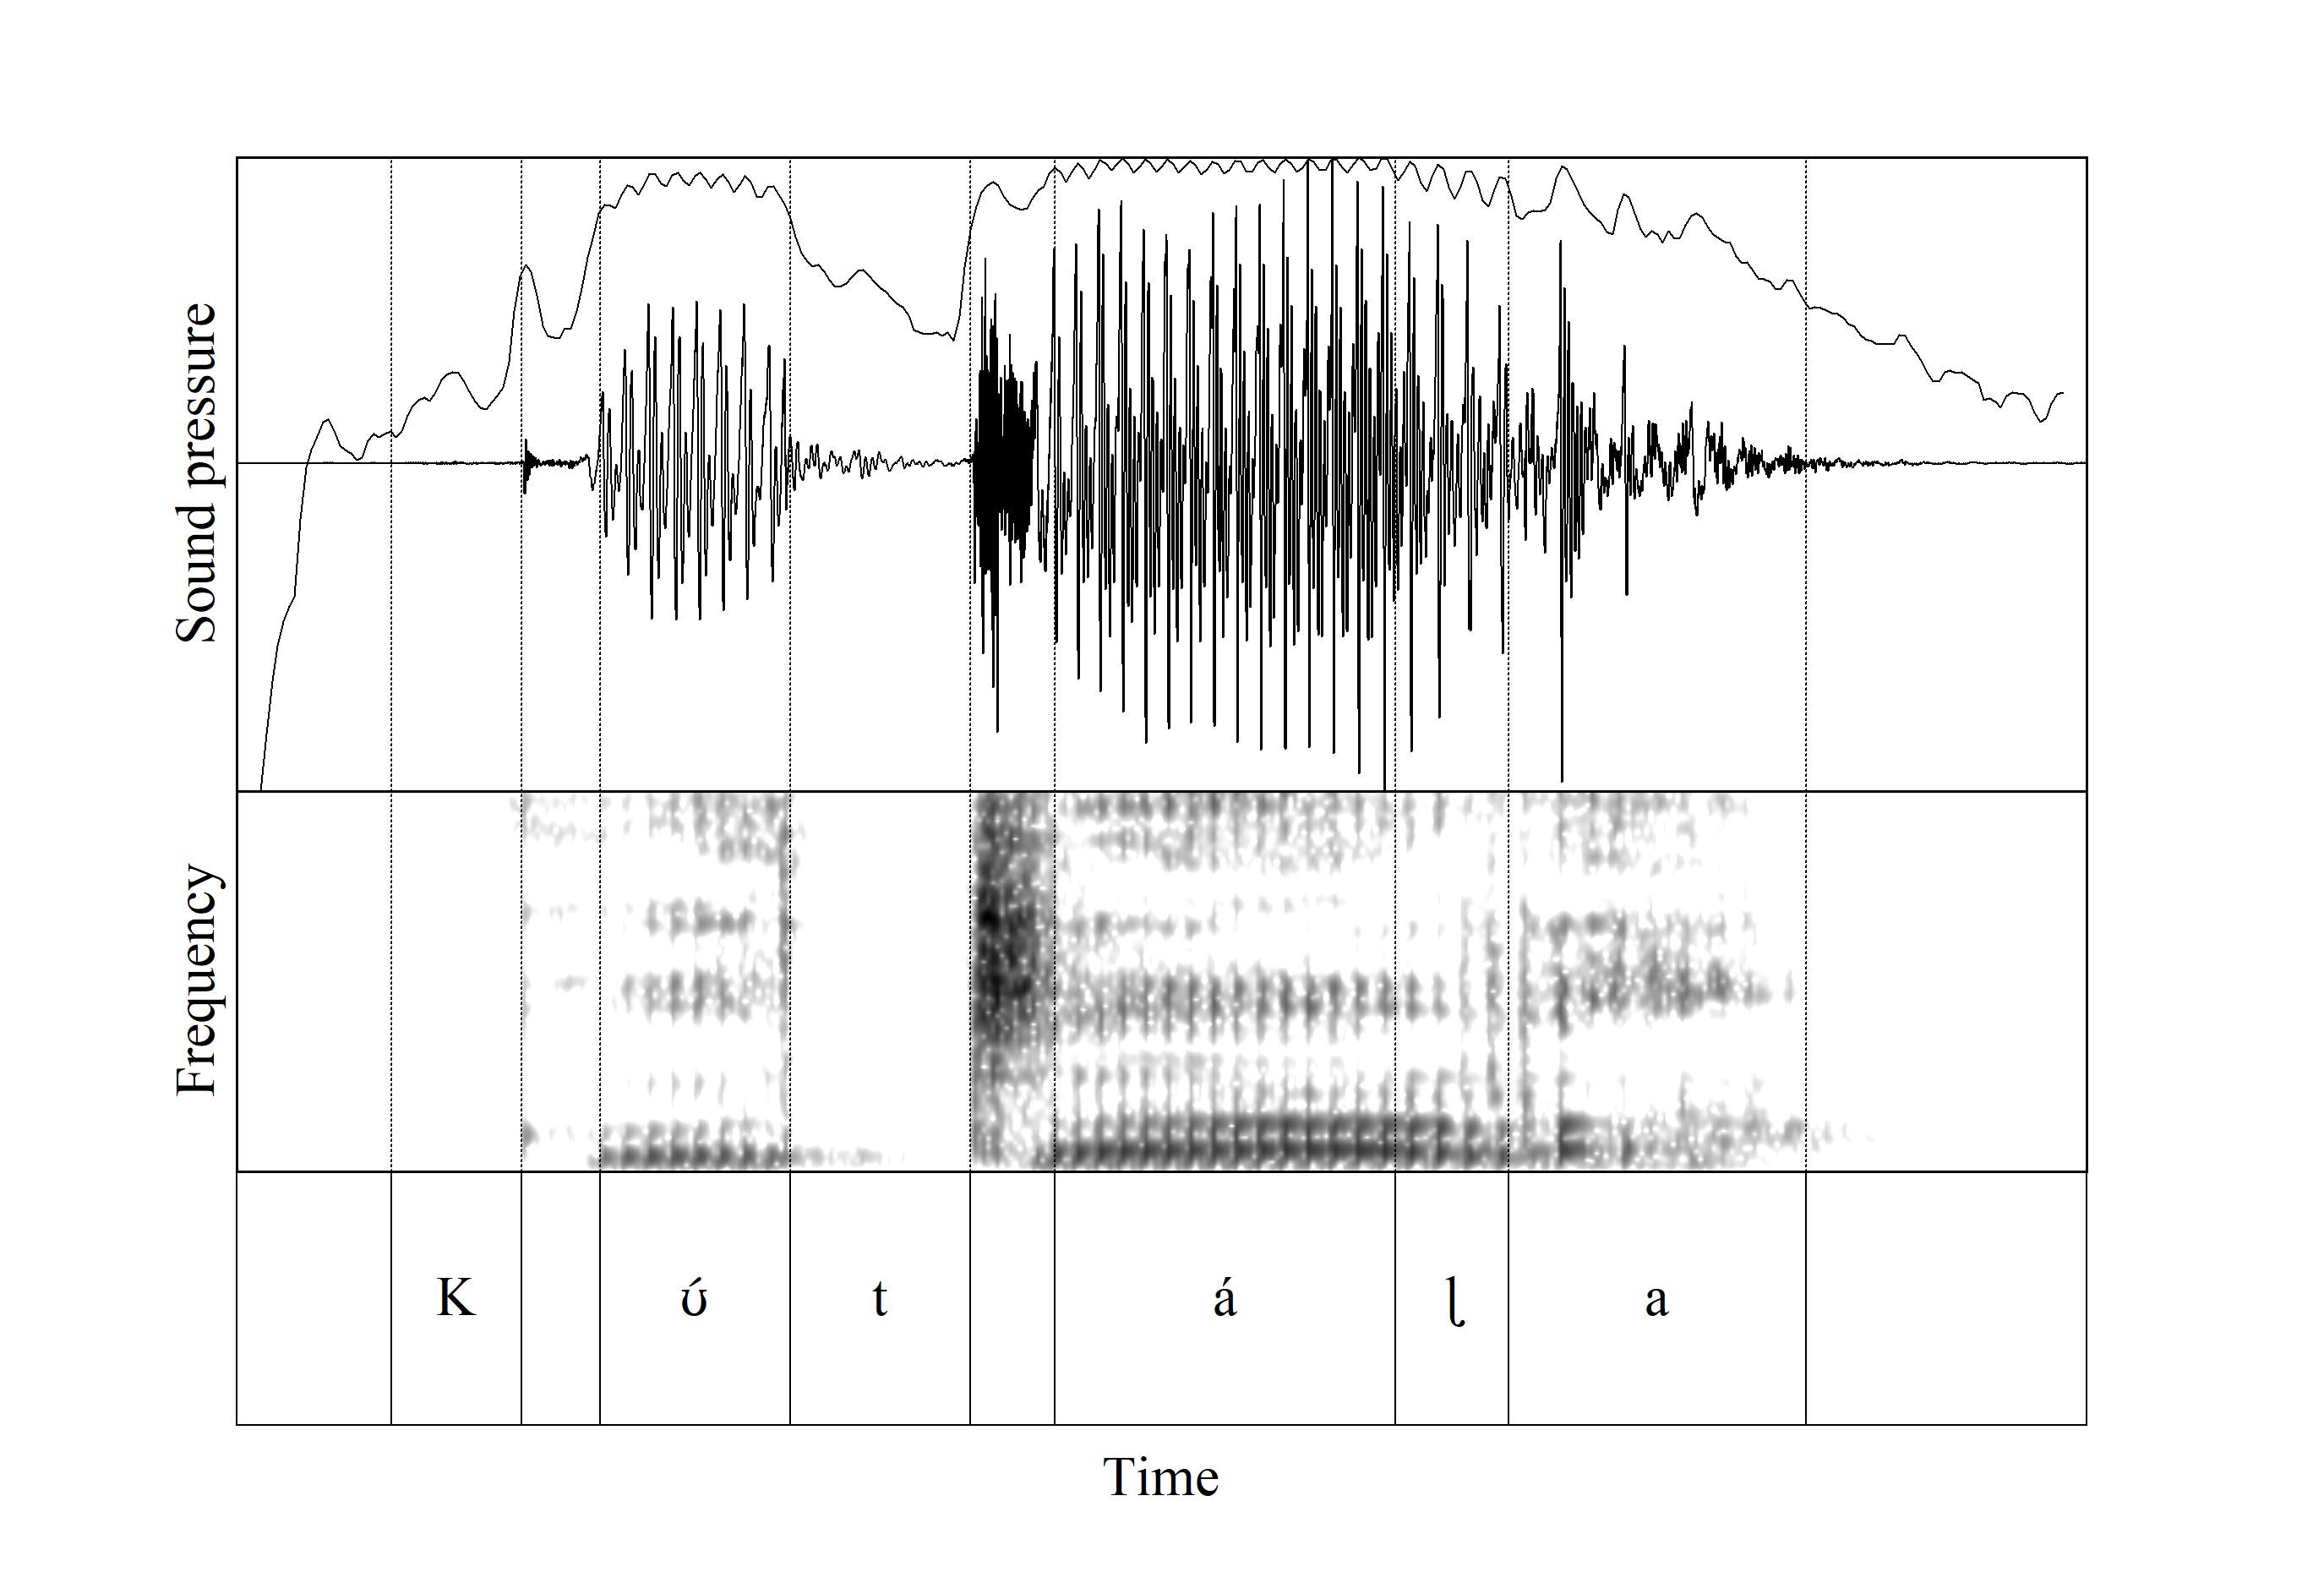 Sound pressure
Frequency
K ʊ́ t á ɭ a
Time